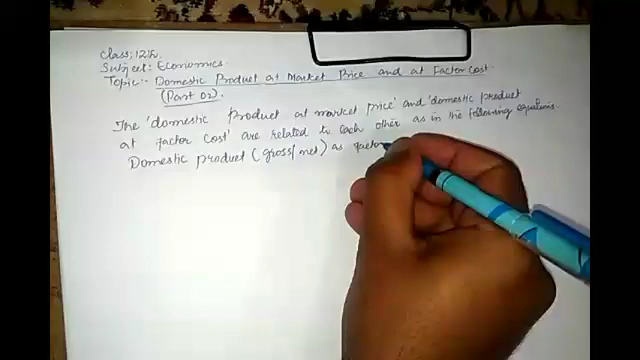 Class; 12th
Subject: Economics.
Topic:- Domestic Product at Market Price and at Factor Cost
(Part 02).
The 'domestic Product at market price' and 'domestic product
at factor cost' are related to each other as in the following equations.
Domestic product (gross/net) as factor